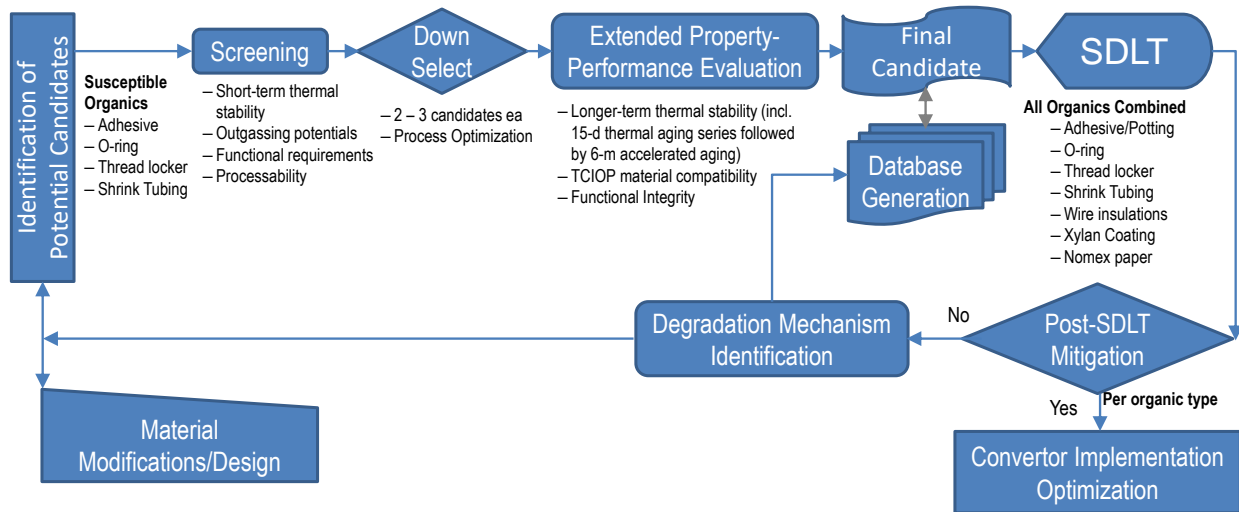 Identification of
Potential Candidates
Susceptible
Organics
– Adhesive
– O-ring
– Thread locker
– Shrink Tubing
Screening
– Short-term thermal
stability
– Outgassing potentials
– Functional requirements
– Processability
Down
Select
– 2 – 3 candidates ea
– Process Optimization
Extended Property-
Performance Evaluation
– Longer-term thermal stability (incl.
15-d thermal aging series followed
by 6-m accelerated aging)
– TCIOP material compatibility
– Functional Integrity
Final
Candidate
Database
Generation
SDLT
All Organics Combined
– Adhesive/Potting
– O-ring
– Thread locker
– Shrink Tubing
– Wire insulations
– Xylan Coating
– Nomex paper
Post-SDLT
Mitigation
No
Degradation Mechanism
Identification
Yes
Per organic type
Material
Modifications/Design
Convertor Implementation
Optimization